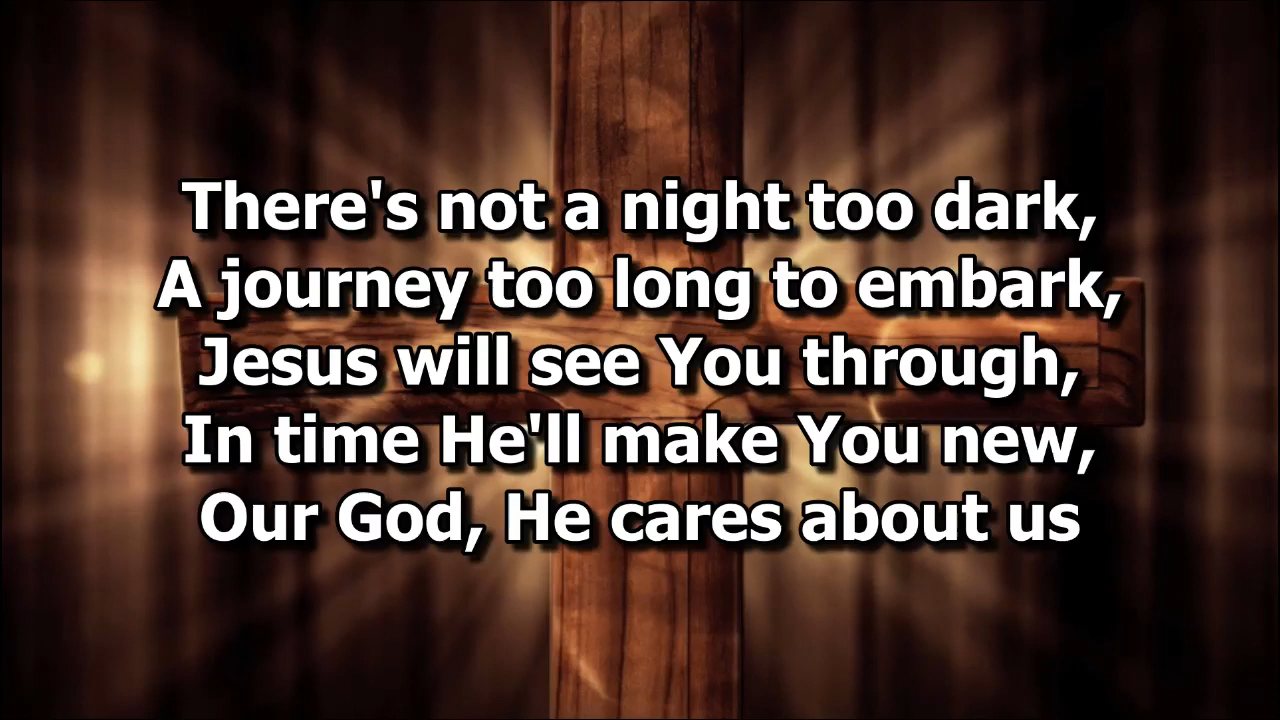 There's not a night too dark,
A journey too long to embark,
Jesus will see You through,
In time He'll make You new,
Our God, He cares about us